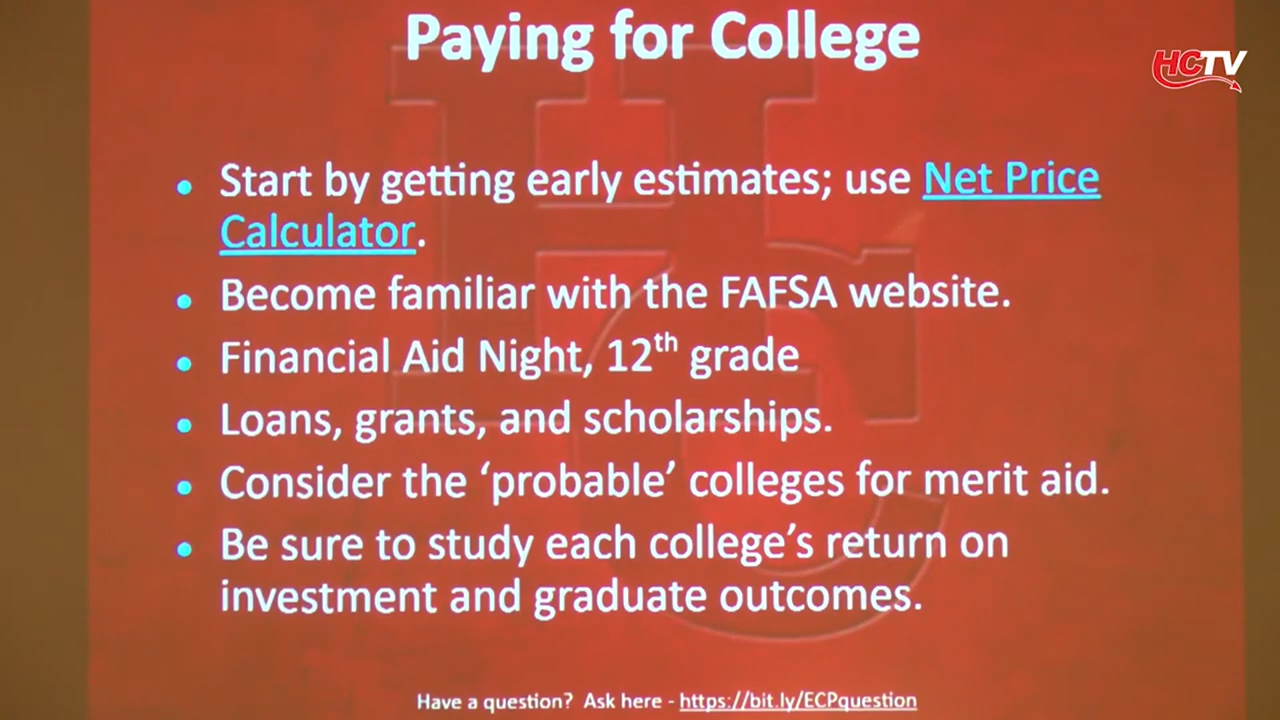 Paying for College
HCTV
• Start by getting early estimates; use Net Price
Calculator.
• Become familiar with the FAFSA website.
• Financial Aid Night, 12th grade
• Loans, grants, and scholarships.
• Consider the ‘probable’ colleges for merit aid.
• Be sure to study each college’s return on
investment and graduate outcomes.
Have a question? Ask here - https://bit.ly/ECPquestion
HC